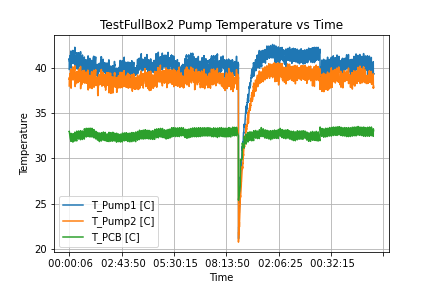 TestFullBox2 Pump Temperature vs Time
Temperature
40
35
30
25
20
T_Pump1 [C]
T_Pump2 [C]
T_PCB [C]
00:00:06 02:43:50 05:30:15 08:13:50 02:06:25 00:32:15
Time